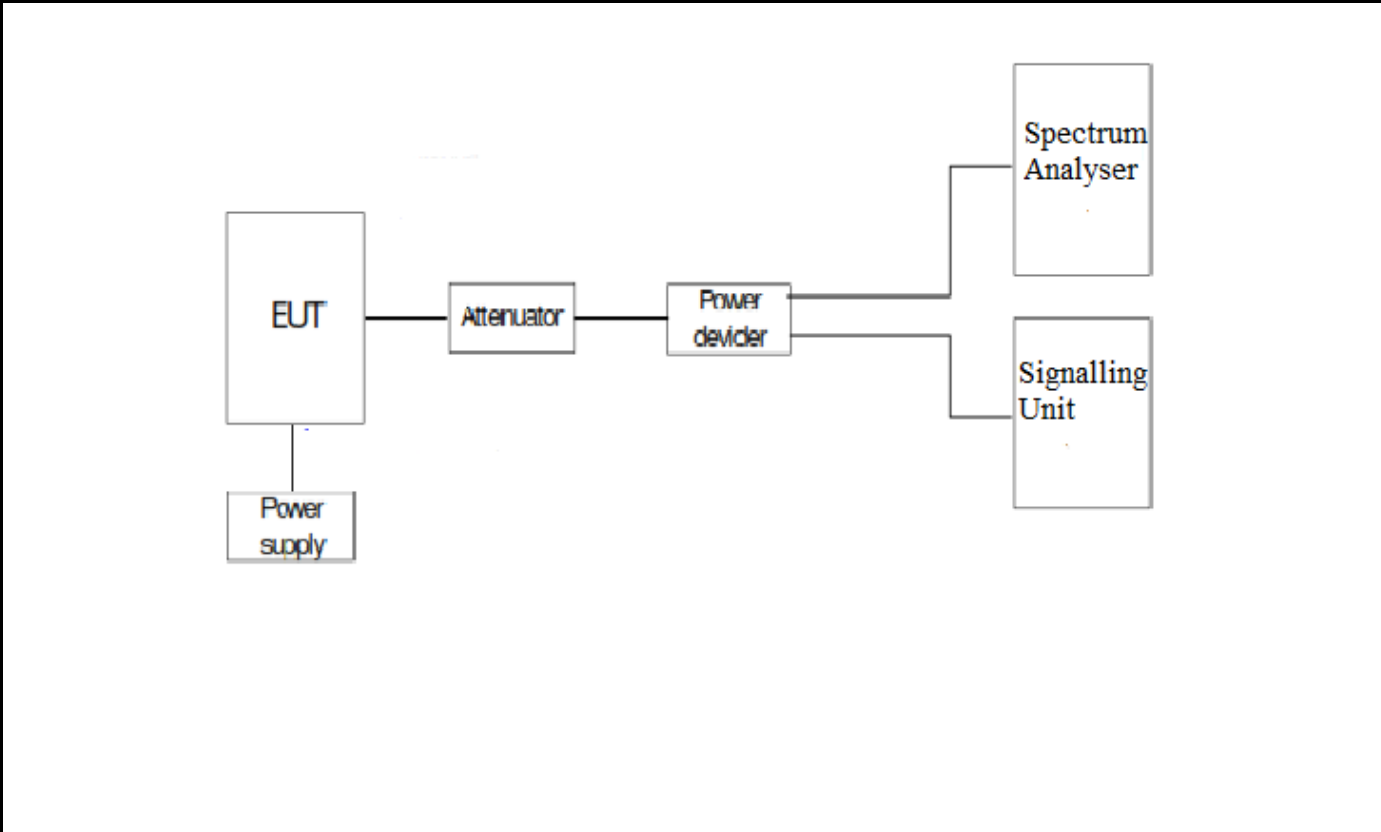 Spectrum
Analyser
EUT
Attenuator
Power
devider
Signalling
Unit
Power
supply